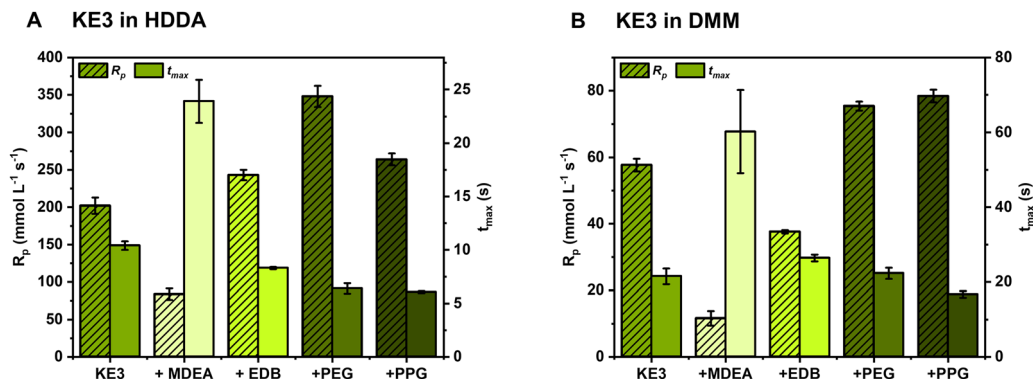 A KE3 in HDDA
B KE3 in DMM
400
350
300
250
200
150
100
50
0
Rp (mmol L-1 s-1)
Rp
tmax
25
20
15
10
5
0
tmax (s)
KE3
+ MDEA
+ EDB
+PEG
+PPG
80
60
40
20
0
Rp (mmol L-1 s-1)
Rp
tmax
80
60
40
20
0
tmax (s)
KE3
+MDEA
+EDB
+PEG
+PPG